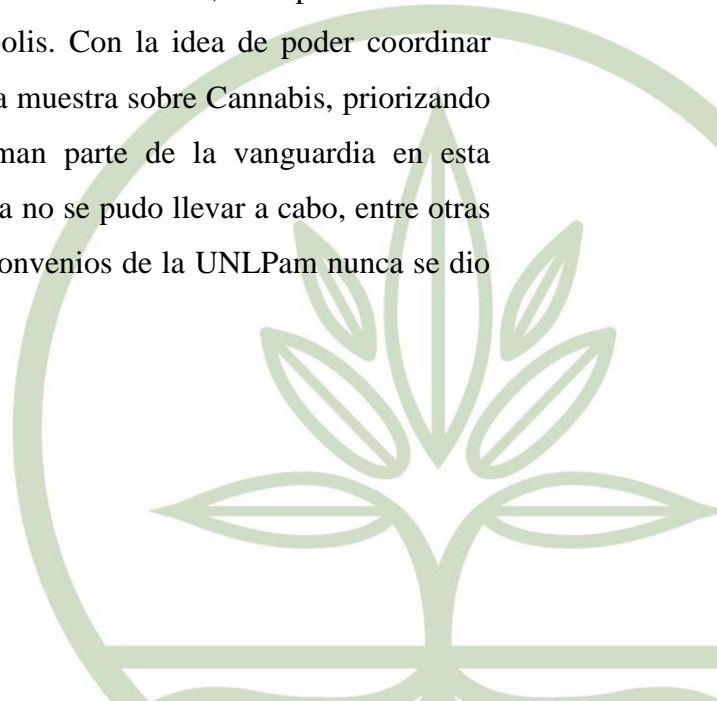 polis. Con la idea de poder coordinar
a muestra sobre Cannabis, priorizando
man parte de la vanguardia en esta
a no se pudo llevar a cabo, entre otras
onvenios de la UNLPam nunca se dio